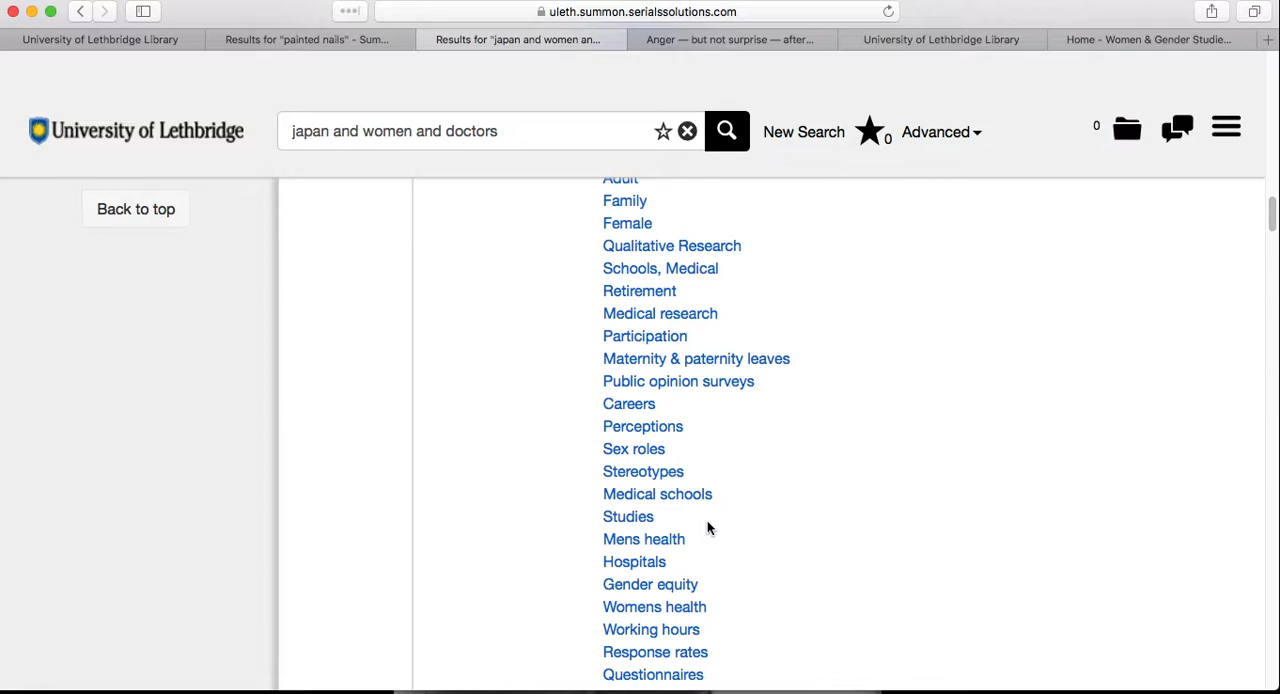 uleth.summon.serialssolutions.com
University of Lethbridge Library
Results for "painted nails" - Sum...
Results for "japan and women an...
Anger — but not surprise — after...
University of Lethbridge Library
Home - Women & Gender Studie...
University of Lethbridge
japan and women and doctors
New Search
0
Advanced
0
Back to top
Adult
Family
Female
Qualitative Research
Schools, Medical
Retirement
Medical research
Participation
Maternity & paternity leaves
Public opinion surveys
Careers
Perceptions
Sex roles
Stereotypes
Medical schools
Studies
Mens health
Hospitals
Gender equity
Womens health
Working hours
Response rates
Questionnaires